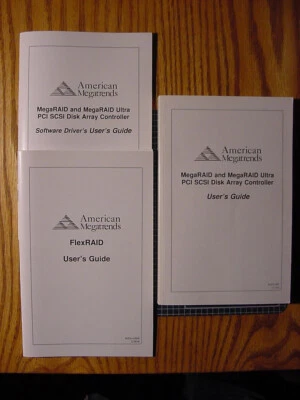 American
Megatrends
MegaRAID and MegaRAID Ultra
PCI SCSI Disk Array Controller
Software Driver's User's Guide
American
Megatrends
FlexRAID
User's Guide
American
Megatrends
MegaRAID and MegaRAID Ultra
PCI SCSI Disk Array Controller
User's Guide